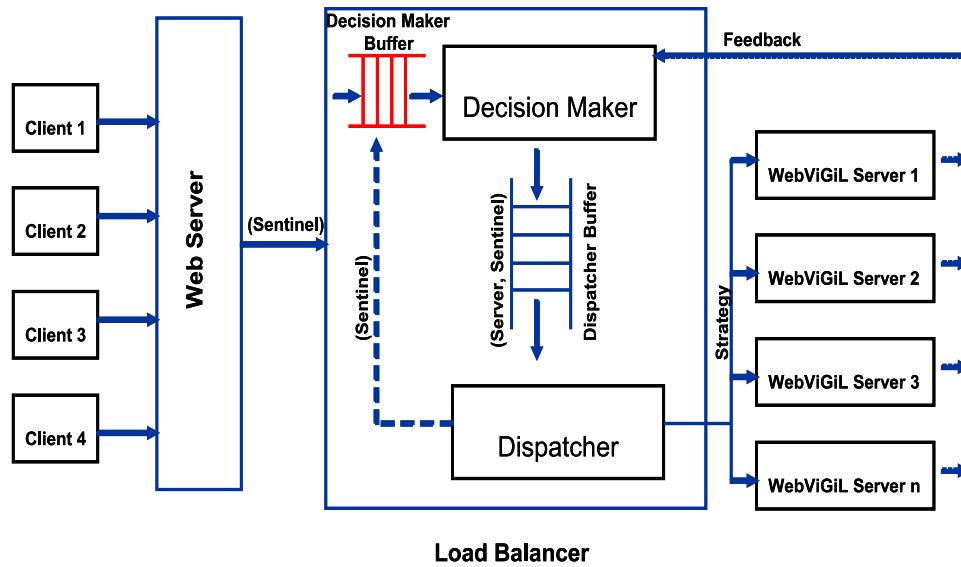 Client 1
Client 2
Client 3
Client 4
Web Server
(Sentinel)
Decision Maker
Buffer
Decision Maker
(Sentinel)
(Server, Sentinel)
Dispatcher Buffer
Dispatcher
Load Balancer
Feedback
Strategy
WebViGiL Server 1
WebViGiL Server 2
WebViGiL Server 3
WebViGiL Server n